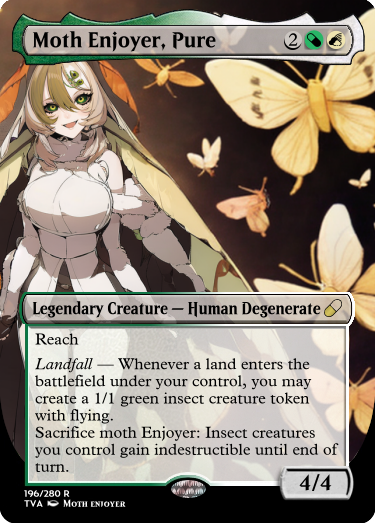 Moth Enjoyer, Pure 2
Legendary Creature — Human Degenerate
Reach
Landfall — Whenever a land enters the
battlefield under your control, you may
create a 1/1 green insect creature token
with flying.
Sacrifice moth Enjoyer: Insect creatures
you control gain indestructible until end of
turn.
4/4
196/280 R
TVA Moth enjoyer